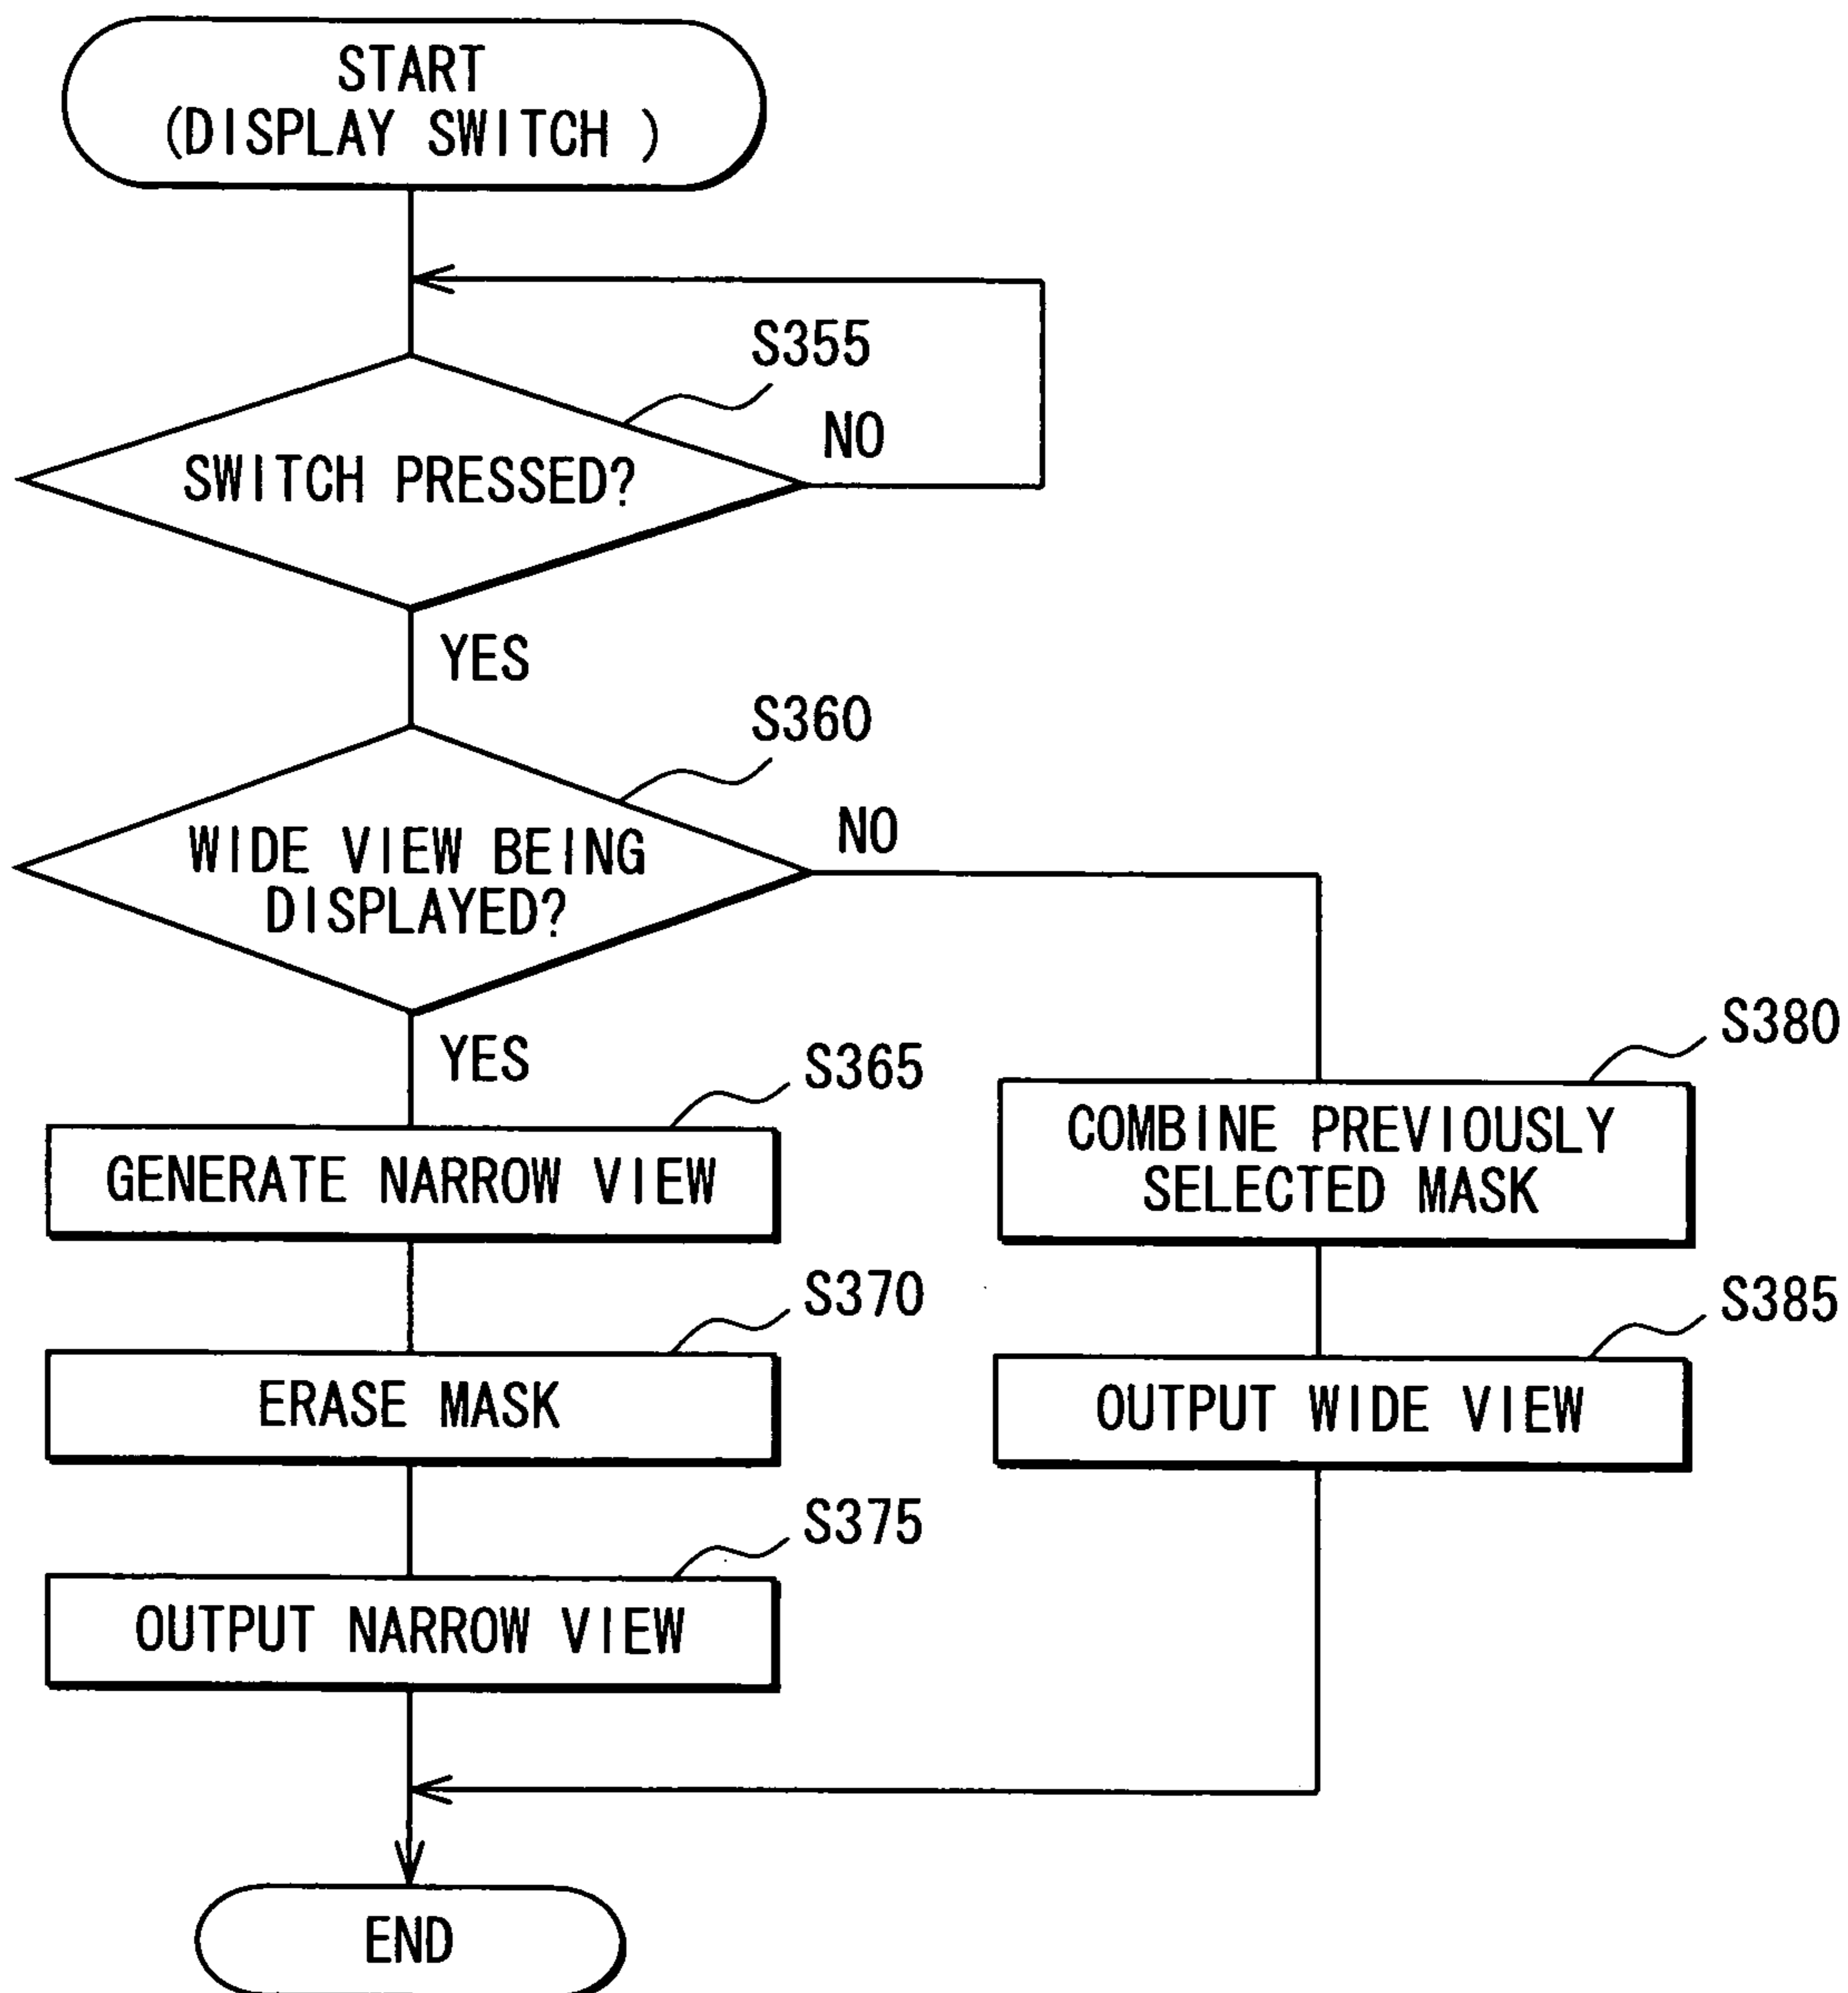 START
(DISPLAY SWITCH )
S355
NO
SWITCH PRESSED?
YES
S360
NO
WIDE VIEW BEING
DISPLAYED?
YES
S365
GENERATE NARROW VIEW
S380
COMBINE PREVIOUSLY
SELECTED MASK
S370
ERASE MASK
S385
OUTPUT WIDE VIEW
S375
OUTPUT NARROW VIEW
END